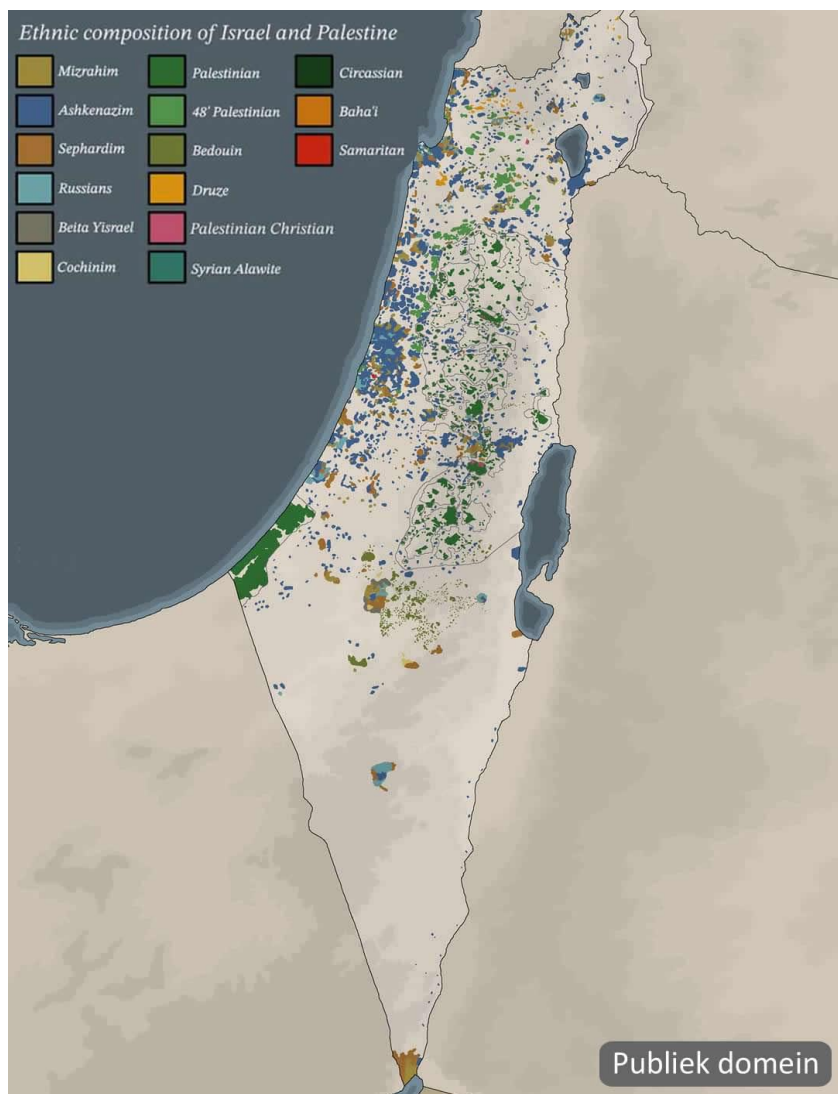 Ethnic composition of Israel and Palestine
Mizrahim
Palestinian
Circassian
Ashkenazim
48' Palestinian
Baha'i
Sephardim
Bedouin
Samaritan
Russians
Druze
Beita Yisrael
Palestinian Christian
Cochinim
Syrian Alawite
Publiek domein